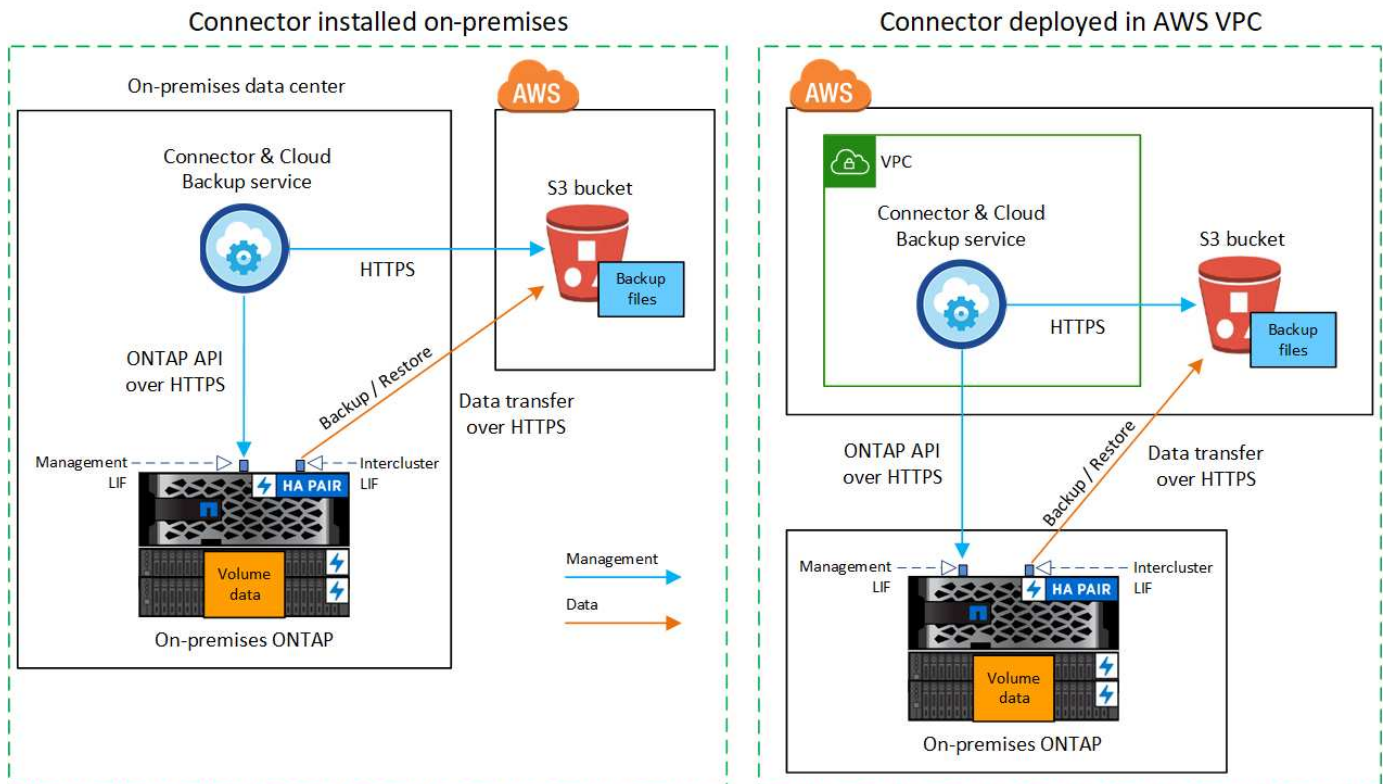 Connector installed on-premises
On-premises data center
AWS
Connector & Cloud
Backup service
S3 bucket
HTTPS
Backup
files
ONTAP API
over HTTPS
Backup / Restore
Data transfer
over HTTPS
Management
LIF
Intercluster
LIF
HA PAIR
Volume
data
On-premises ONTAP
Management
Data
Connector deployed in AWS VPC
AWS
VPC
Connector & Cloud
Backup service
S3 bucket
HTTPS
Backup
files
ONTAP API
over HTTPS
Backup / Restore
Data transfer
over HTTPS
Management
LIF
Intercluster
LIF
HA PAIR
Volume
data
On-premises ONTAP